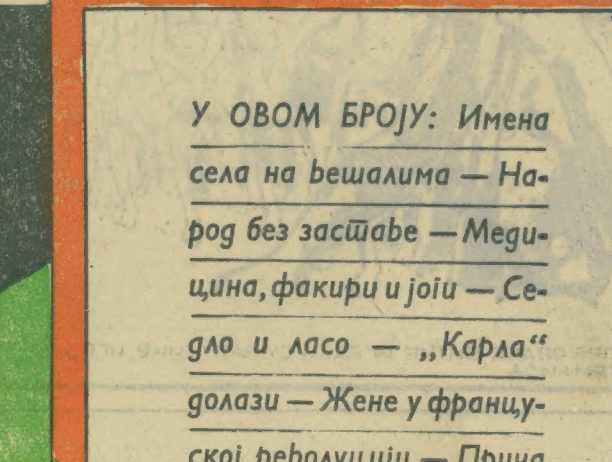 У ОВОМ БРОЈУ: Имена
села на вешалима — На-
род без заставе — Меди-
цина, факири и јоги — Се-
дло и ласо — „Карла“
долази — Жене у францу-
ској револуцији — Прича